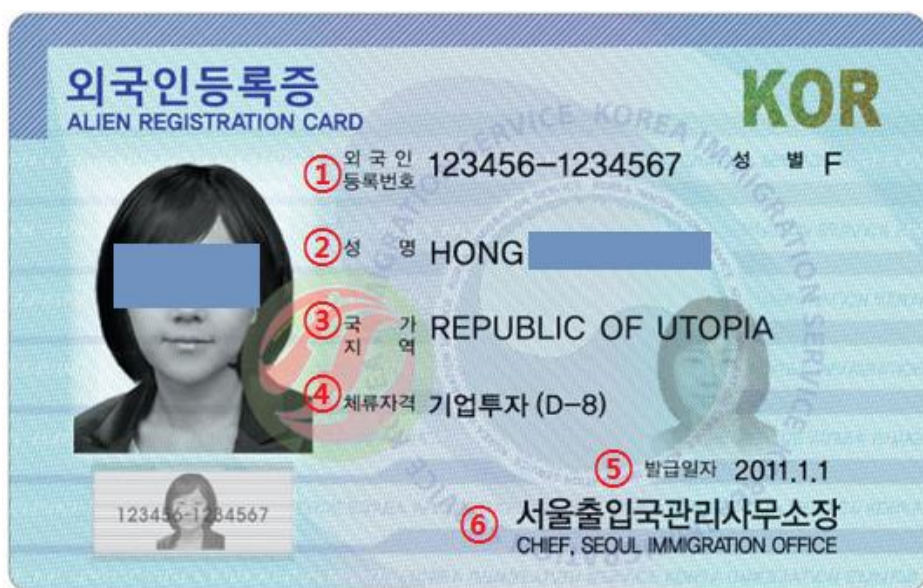 외국인등록증
KOR
ALIEN REGISTRATION CARD
① 외국인 등록번호 123456-1234567 성 별 F
② 성 명 HONG
③ 국 가 지 역 REPUBLIC OF UTOPIA
④ 체류자격 기업투자 (D-8)
⑤ 발급일자 2011.1.1
123456-1234567
⑥ 서울출입국관리사무소장
CHIEF, SEOUL IMMIGRATION OFFICE
KOREA IMMIGRATION SERVICE